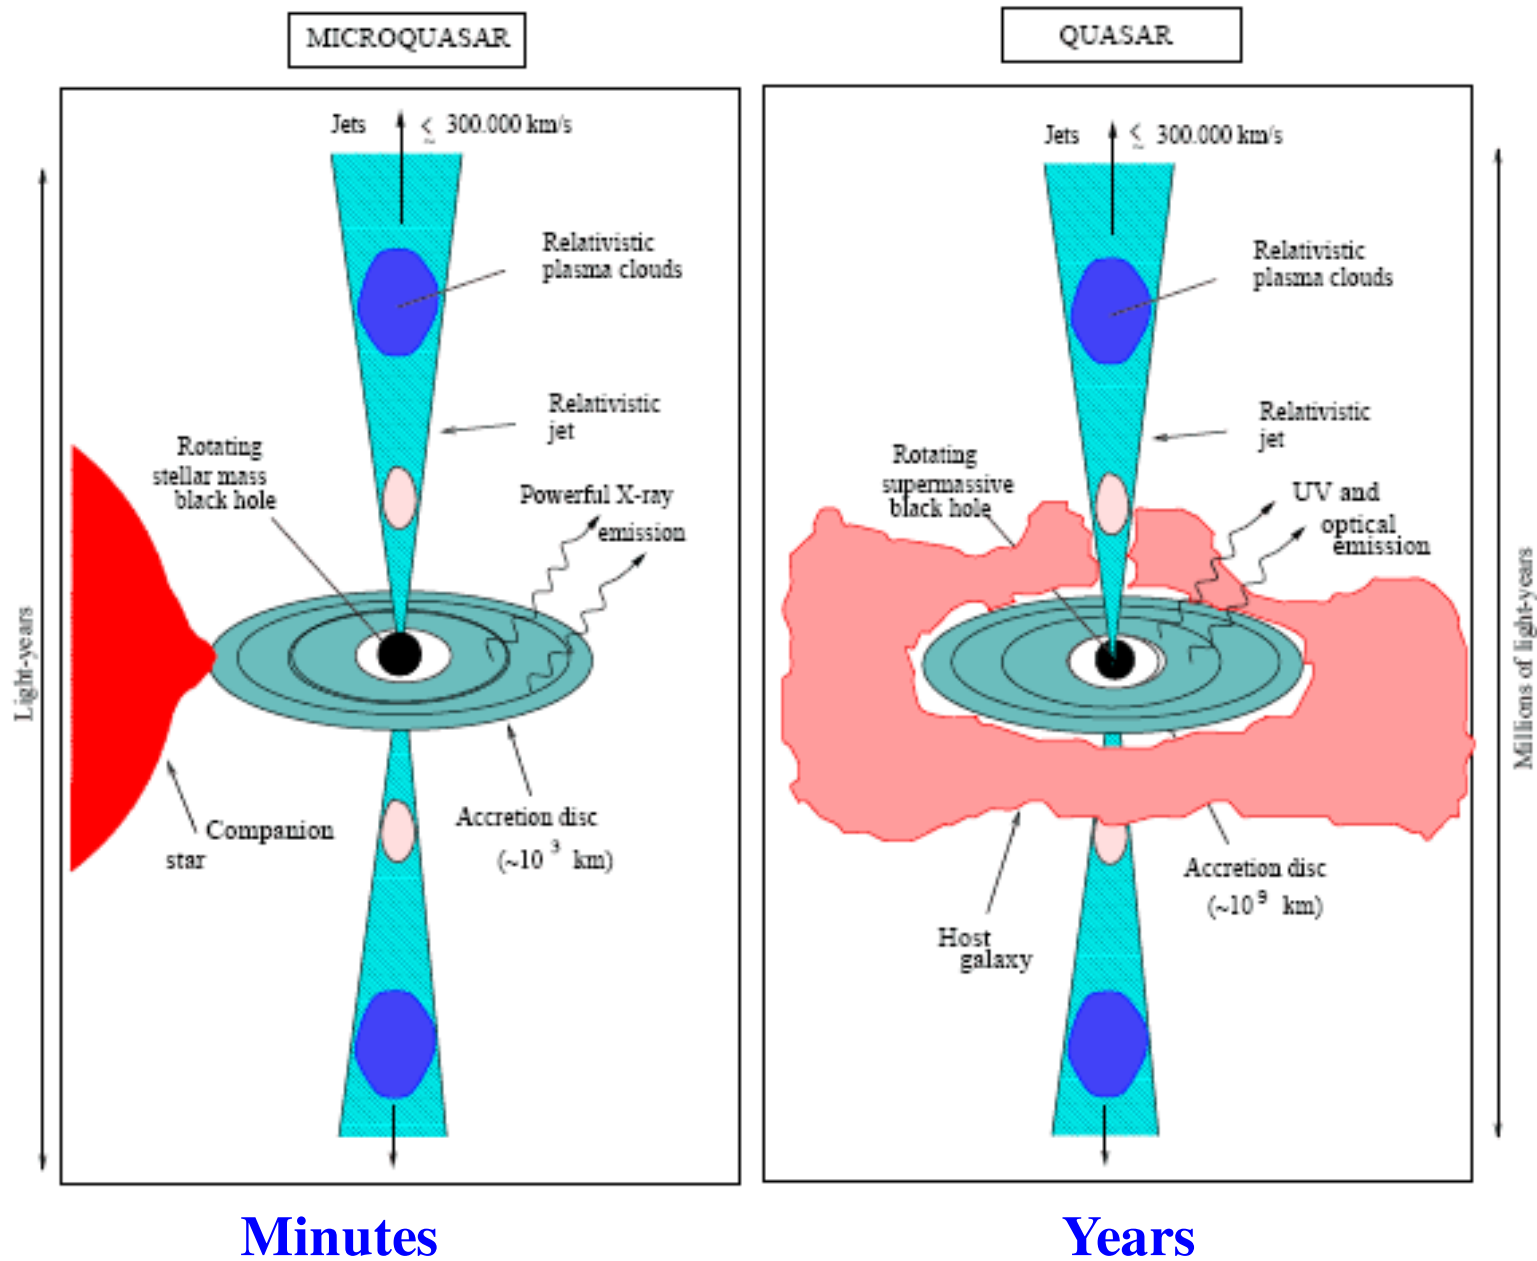 MICROQUASAR
Jets ≲ 300.000 km/s
Relativistic
plasma clouds
Relativistic
jet
Rotating
stellar mass
black hole
Powerful X-ray
emission
Light-years
Companion
star
Accretion disc
(~10³ km)
Minutes
QUASAR
Jets ≲ 300.000 km/s
Relativistic
plasma clouds
Relativistic
jet
Rotating
supermassive
black hole
UV and
optical
emission
Millions of light-years
Accretion disc
(~10⁹ km)
Host
galaxy
Years